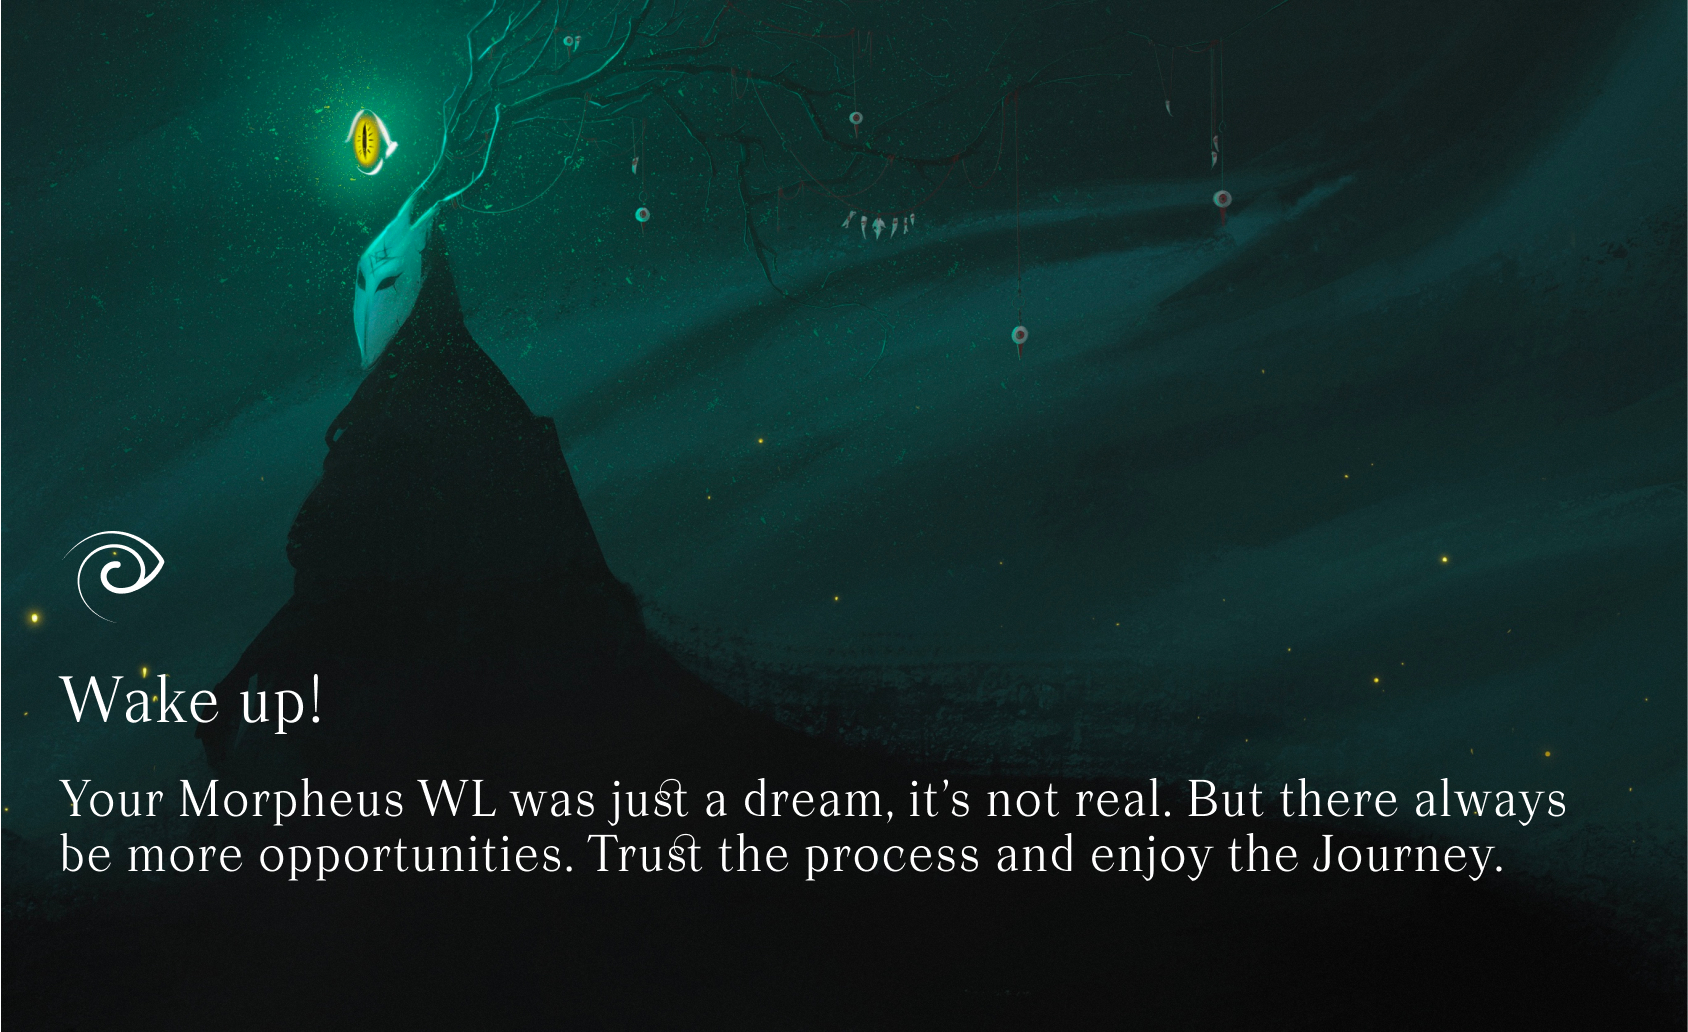 Wake up!
Your Morpheus WL was just a dream, it’s not real. But there always
be more opportunities. Trust the process and enjoy the Journey.